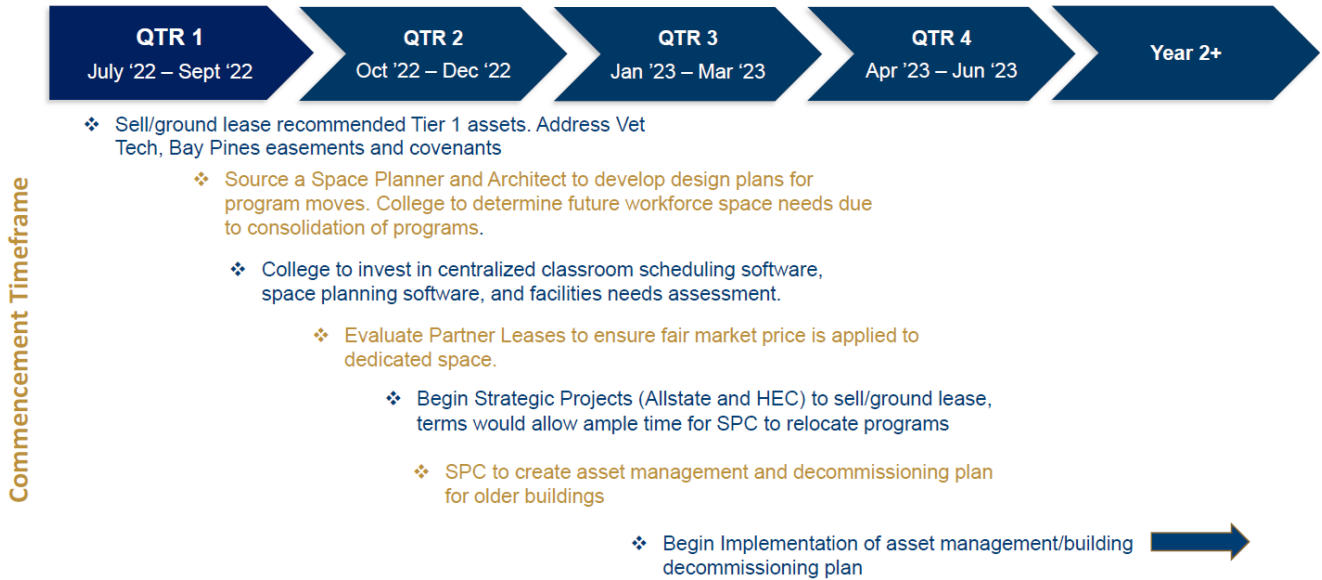 QTR 1
July ‘22 – Sept ‘22
QTR 2
Oct ’22 – Dec ‘22
QTR 3
Jan ‘23 – Mar ‘23
QTR 4
Apr ‘23 – Jun ‘23
Year 2+
Commencement Timeframe
❖ Sell/ground lease recommended Tier 1 assets. Address Vet
Tech, Bay Pines easements and covenants
❖ Source a Space Planner and Architect to develop design plans for
program moves. College to determine future workforce space needs due
to consolidation of programs.
❖ College to invest in centralized classroom scheduling software,
space planning software, and facilities needs assessment.
❖ Evaluate Partner Leases to ensure fair market price is applied to
dedicated space.
❖ Begin Strategic Projects (Allstate and HEC) to sell/ground lease,
terms would allow ample time for SPC to relocate programs
❖ SPC to create asset management and decommissioning plan
for older buildings
❖ Begin Implementation of asset management/building
decommissioning plan